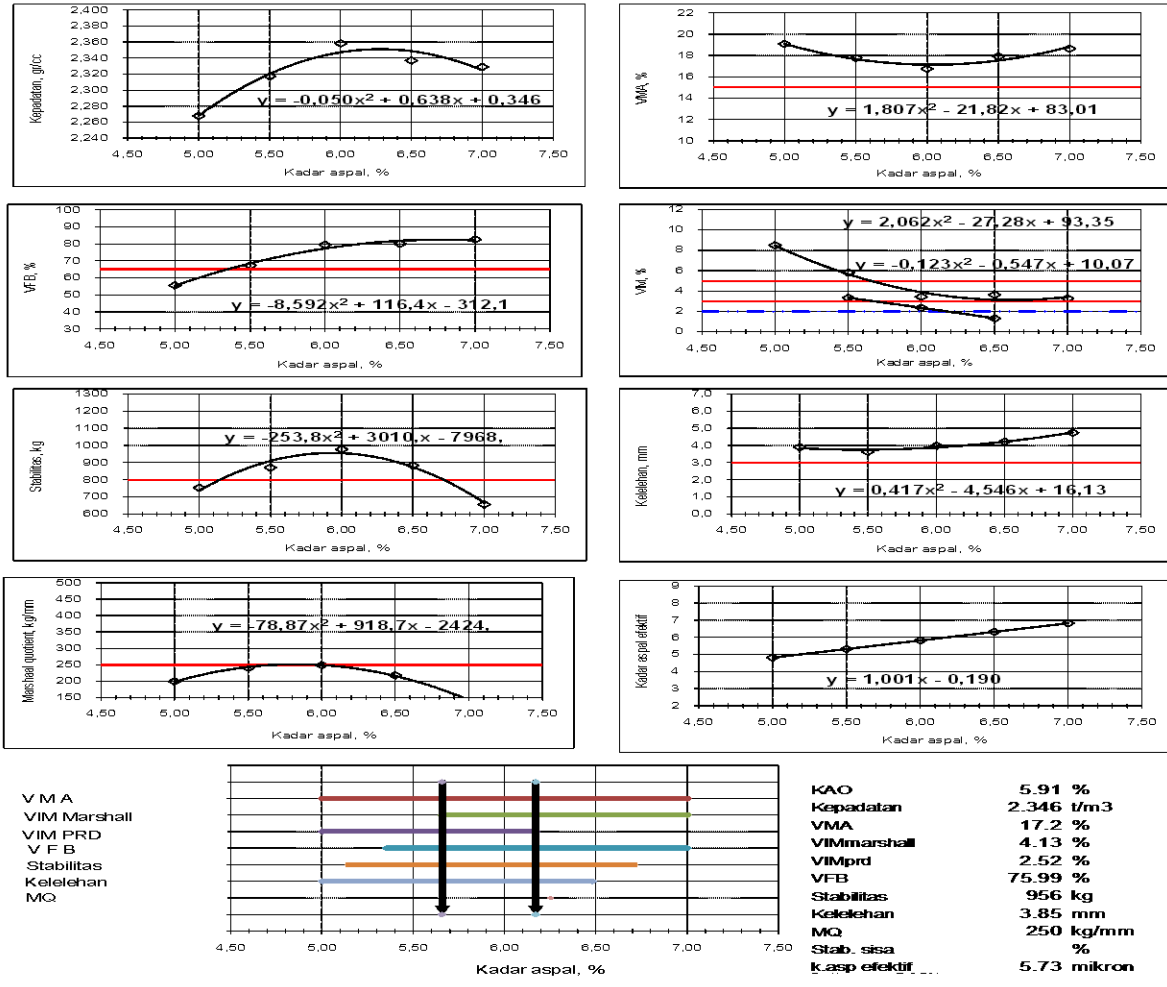 Kepadatan, gr/cc
2,400
2,380
2,360
2,340
2,320
2,300
2,280
2,260
2,240
y = -0,050x² + 0,638x + 0,346
4,50 5,00 5,50 6,00 6,50 7,00 7,50
Kadar aspal, %
VMA, %
22
20
18
16
14
12
10
y = 1,807x² - 21,82x + 83,01
4,50 5,00 5,50 6,00 6,50 7,00 7,50
Kadar aspal, %
VFB, %
100
90
80
70
60
50
40
30
y = -8,592x² + 116,4x - 312,1
4,50 5,00 5,50 6,00 6,50 7,00 7,50
Kadar aspal, %
VIM, %
12
10
8
6
4
2
0
y = 2,062x² - 27,28x + 93,35
y = -0,123x² - 0,547x + 10,07
4,50 5,00 5,50 6,00 6,50 7,00 7,50
Kadar aspal, %
Stabilitas, kg
1300
1200
1100
1000
900
800
700
600
y = -253,8x² + 3010,x - 7968,
4,50 5,00 5,50 6,00 6,50 7,00 7,50
Kadar aspal, %
Kelelehan, mm
7,0
6,0
5,0
4,0
3,0
2,0
1,0
0,0
y = 0,417x² - 4,546x + 16,13
4,50 5,00 5,50 6,00 6,50 7,00 7,50
Kadar aspal, %
Marshaal quotient, kg/mm
500
450
400
350
300
250
200
150
y = -78,87x² + 918,7x - 2424,
4,50 5,00 5,50 6,00 6,50 7,00 7,50
Kadar aspal, %
Kadar aspal efektif
9
8
7
6
5
4
3
2
y = 1,001x - 0,190
4,50 5,00 5,50 6,00 6,50 7,00 7,50
Kadar aspal, %
V M A
VIM Marshall
VIM PRD
V F B
Stabilitas
Kelelehan
MQ
4,50 5,00 5,50 6,00 6,50 7,00 7,50
Kadar aspal, %
KAO 5.91 %
Kepadatan 2.346 t/m3
VMA 17.2 %
VIMmarshall 4.13 %
VIMprd 2.52 %
VFB 75.99 %
Stabilitas 956 kg
Kelelehan 3.85 mm
MQ 250 kg/mm
Stab. sisa %
k.asp efektif 5.73 mikron